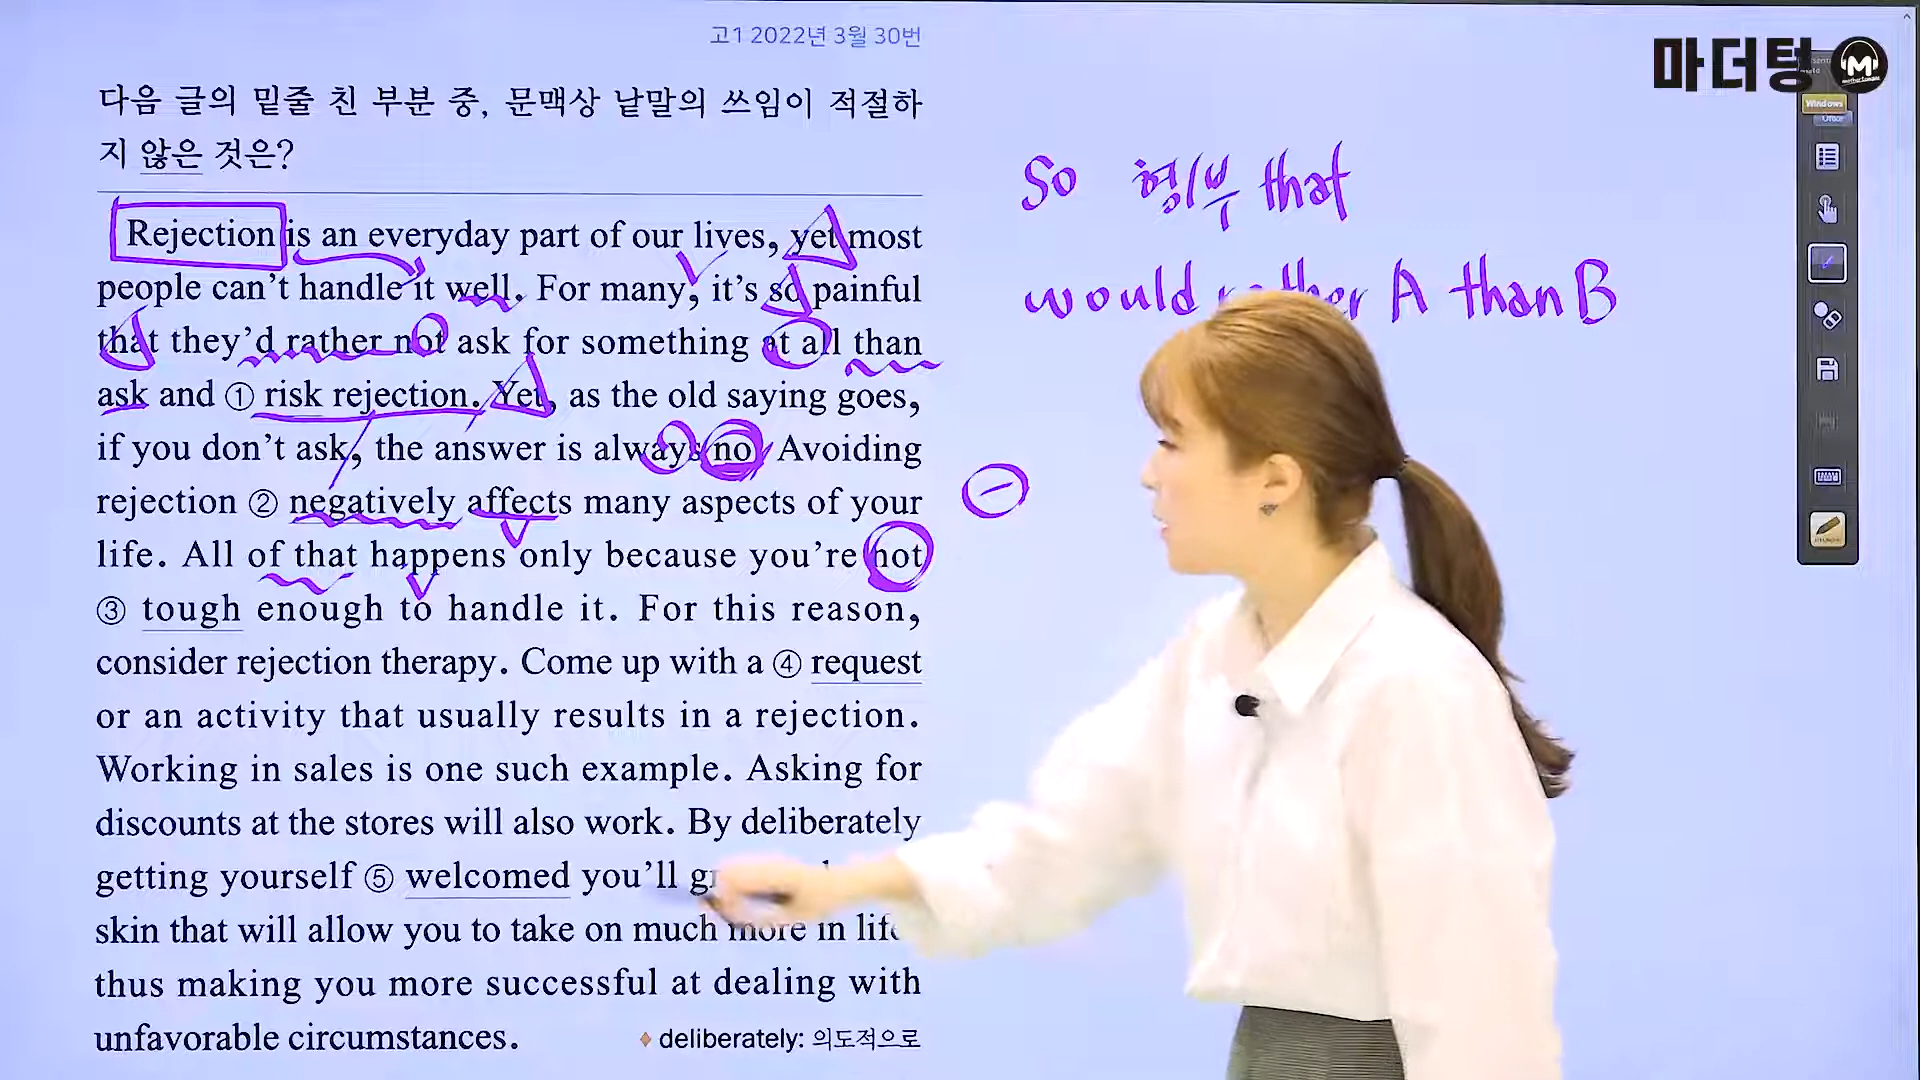 고1 2022년 3월 30번
마더텅
다음 글의 밑줄 친 부분 중, 문맥상 낱말의 쓰임이 적절하
지 않은 것은?
Rejection is an everyday part of our lives, yet most
people can't handle it well. For many, it's so painful
that they'd rather not ask for something at all than
ask and ① risk rejection. Yet, as the old saying goes,
if you don't ask, the answer is always no. Avoiding
rejection ② negatively affects many aspects of your
life. All of that happens only because you're not
③ tough enough to handle it. For this reason,
consider rejection therapy. Come up with a ④ request
or an activity that usually results in a rejection.
Working in sales is one such example. Asking for
discounts at the stores will also work. By deliberately
getting yourself ⑤ welcomed you'll
skin that will allow you to take on much more in
thus making you more successful at dealing with
unfavorable circumstances.
♦ deliberately: 의도적으로
So 형/부 that
would rather A than B
Windows